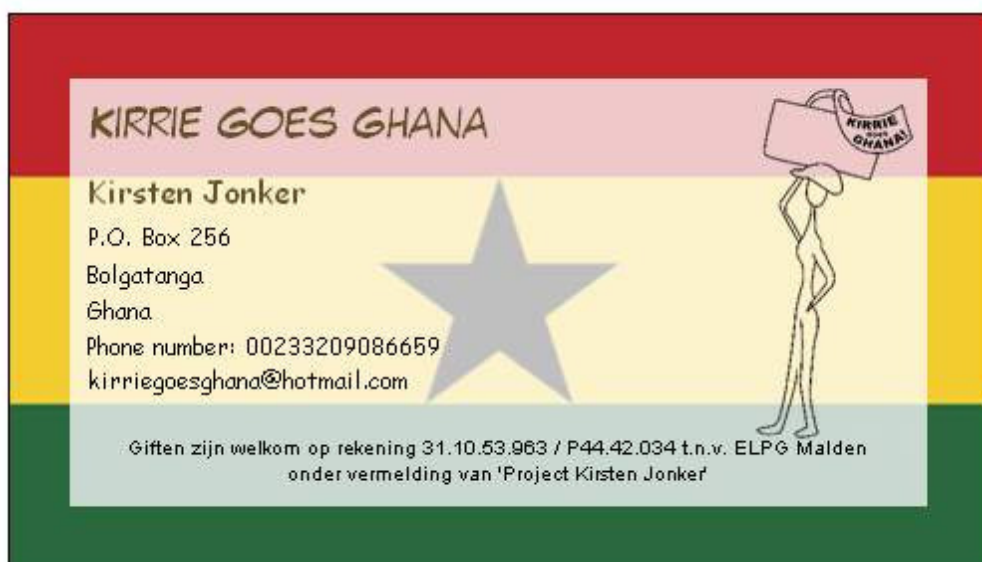 KIRRIE GOES GHANA
KIRRIE
GOES
GHANA!
Kirsten Jonker
P.O. Box 256
Bolgatanga
Ghana
Phone number: 00233209086659
kirriegoesghana@hotmail.com
Giften zijn welkom op rekening 31.10.53.963 / P44.42.034 t.n.v. ELPG Malden
onder vermelding van 'Project Kirsten Jonker'